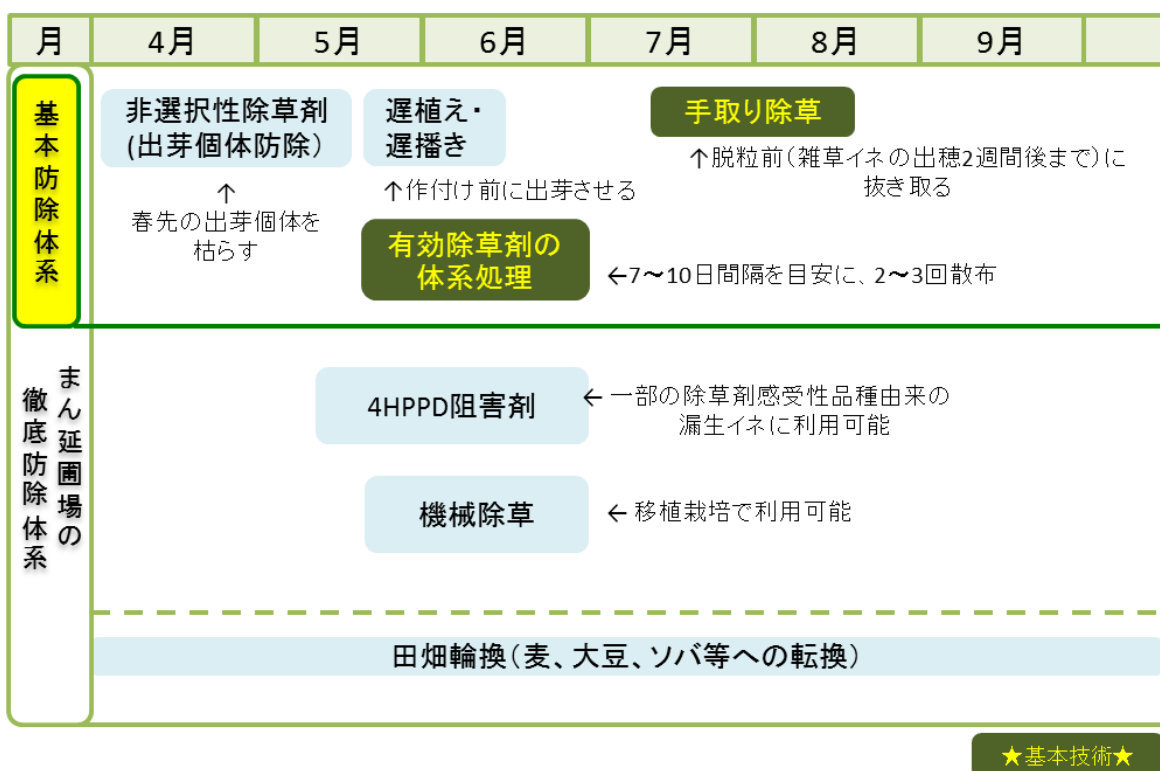 月 4月 5月 6月 7月 8月 9月
基本防除体系
非選択性除草剤
(出芽個体防除)
↑
春先の出芽個体を
枯らす
遅植え・
遅播き
↑作付け前に出芽させる
有効除草剤の
体系処理
←7～10日間隔を目安に、2～3回散布
手取り除草
↑脱粒前(雑草イネの出穂2週間後まで)に
抜き取る
まん延圃場の
徹底防除体系
4HPPD阻害剤
←一部の除草剤感受性品種由来の
漏生イネに利用可能
機械除草
←移植栽培で利用可能
田畑輪換(麦、大豆、ソバ等への転換)
★基本技術★